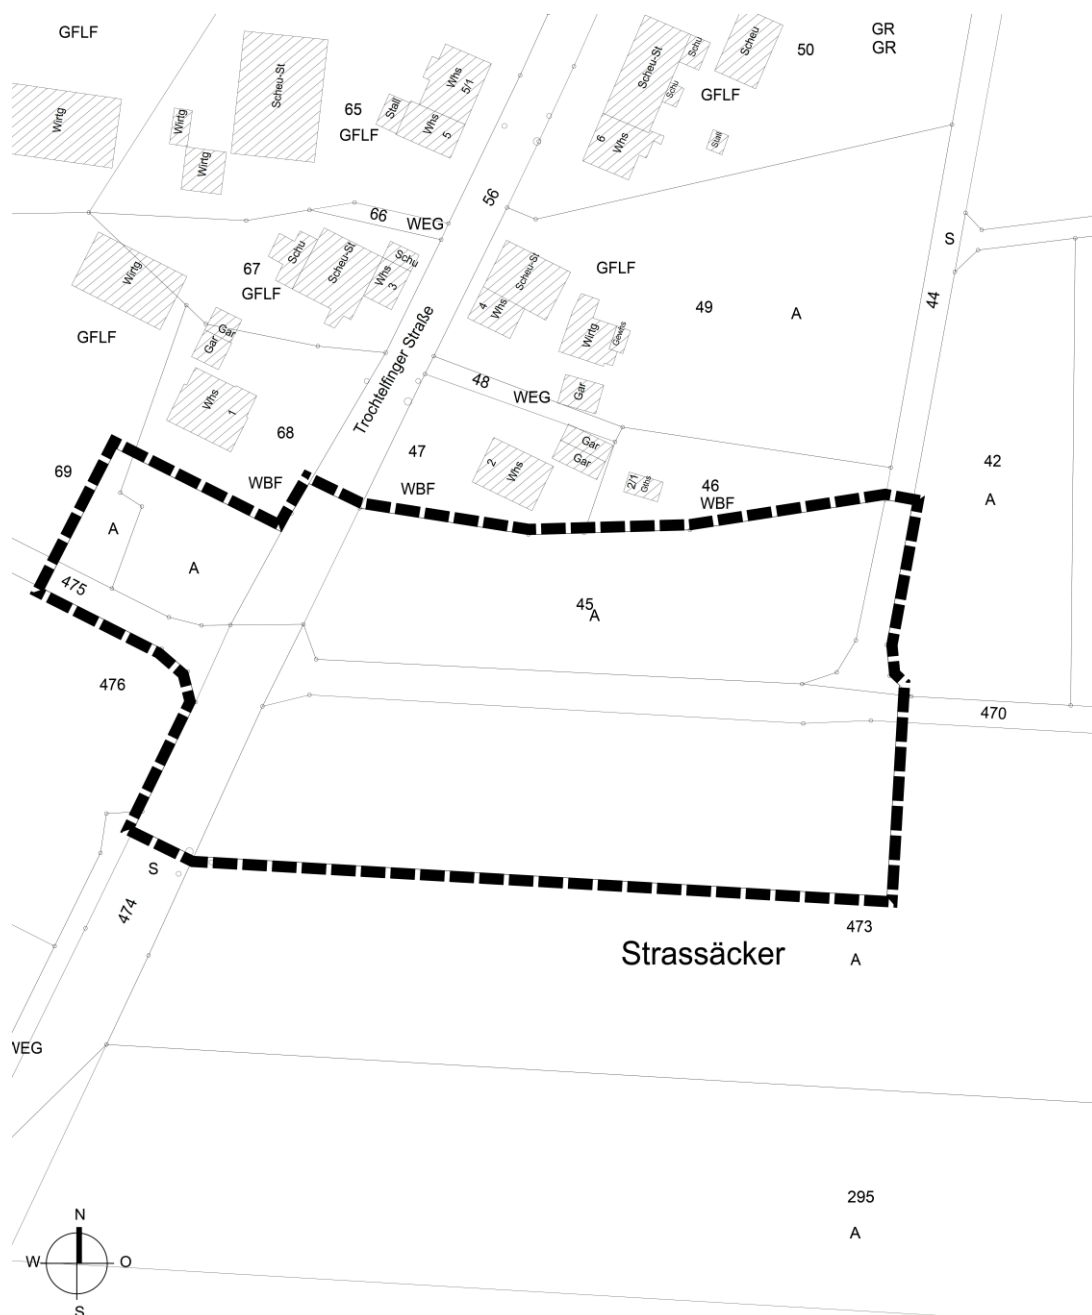 GFLF
GR
GR
50
Scheu-St
Whs
5/1
Scheu-St
Schu
Scheu
Schu
GFLF
Wirtg
Wirtg
Wirtg
65
GFLF
Stall
Whs
5
6
Whs
Stall
56
66
WEG
S
67
GFLF
Schu
Scheu-St
Whs
3
Schu
Wirtg
GFLF
Scheu-St
4
Whs
GFLF
Wirtg
Gewhs
49
A
44
Gar
Gar
Trochtelfinger Straße
48
WEG
Gar
Whs
1
68
47
Gar
Gar
2
Whs
2/1
46
WBF
42
A
69
WBF
WBF
A
A
475
45
A
476
470
S
474
473
Strassäcker
A
WEG
295
A
N
W
O
S